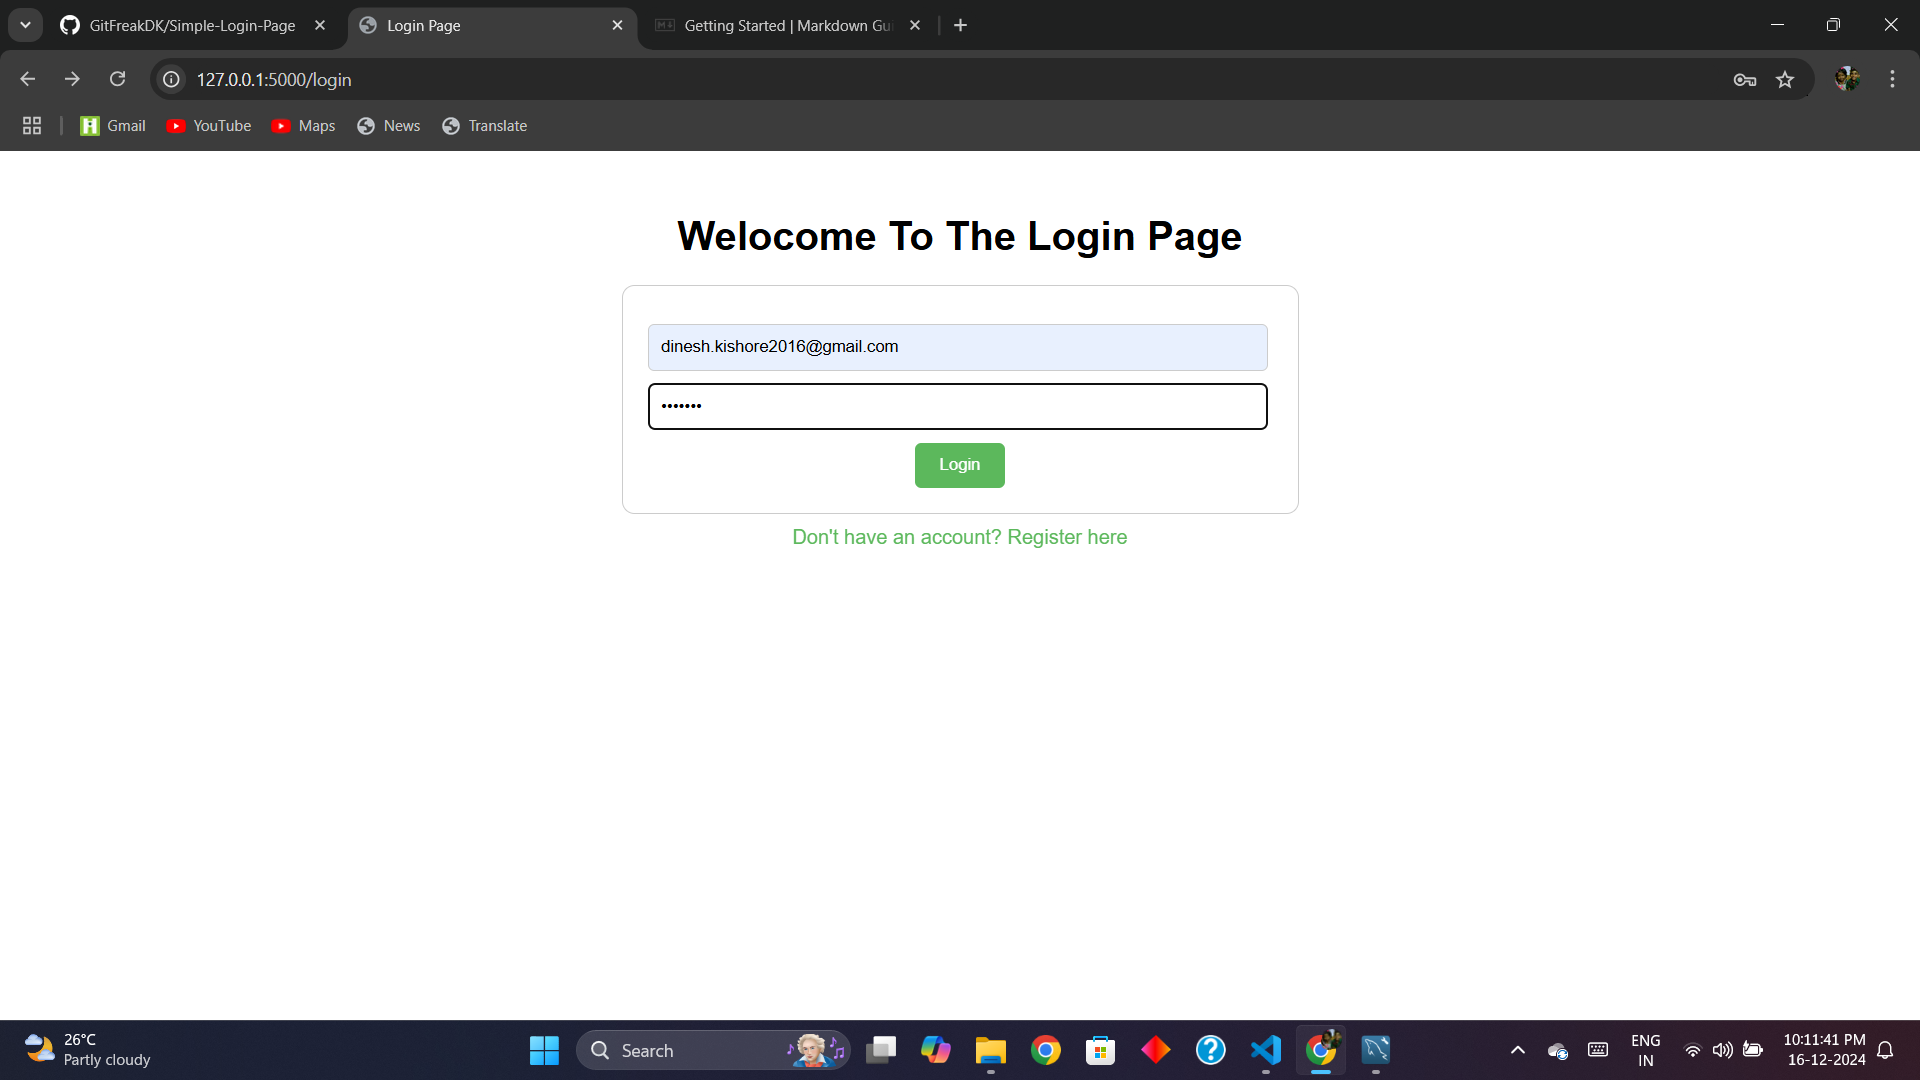 GitFreakDK/Simple-Login-Page
Login Page
Getting Started | Markdown Gui
127.0.0.1:5000/login
Gmail
YouTube
Maps
News
Translate
Welocome To The Login Page
dinesh.kishore2016@gmail.com
•••••••
Login
Don't have an account? Register here
26°C
Partly cloudy
Search
ENG
IN
10:11:41 PM
16-12-2024